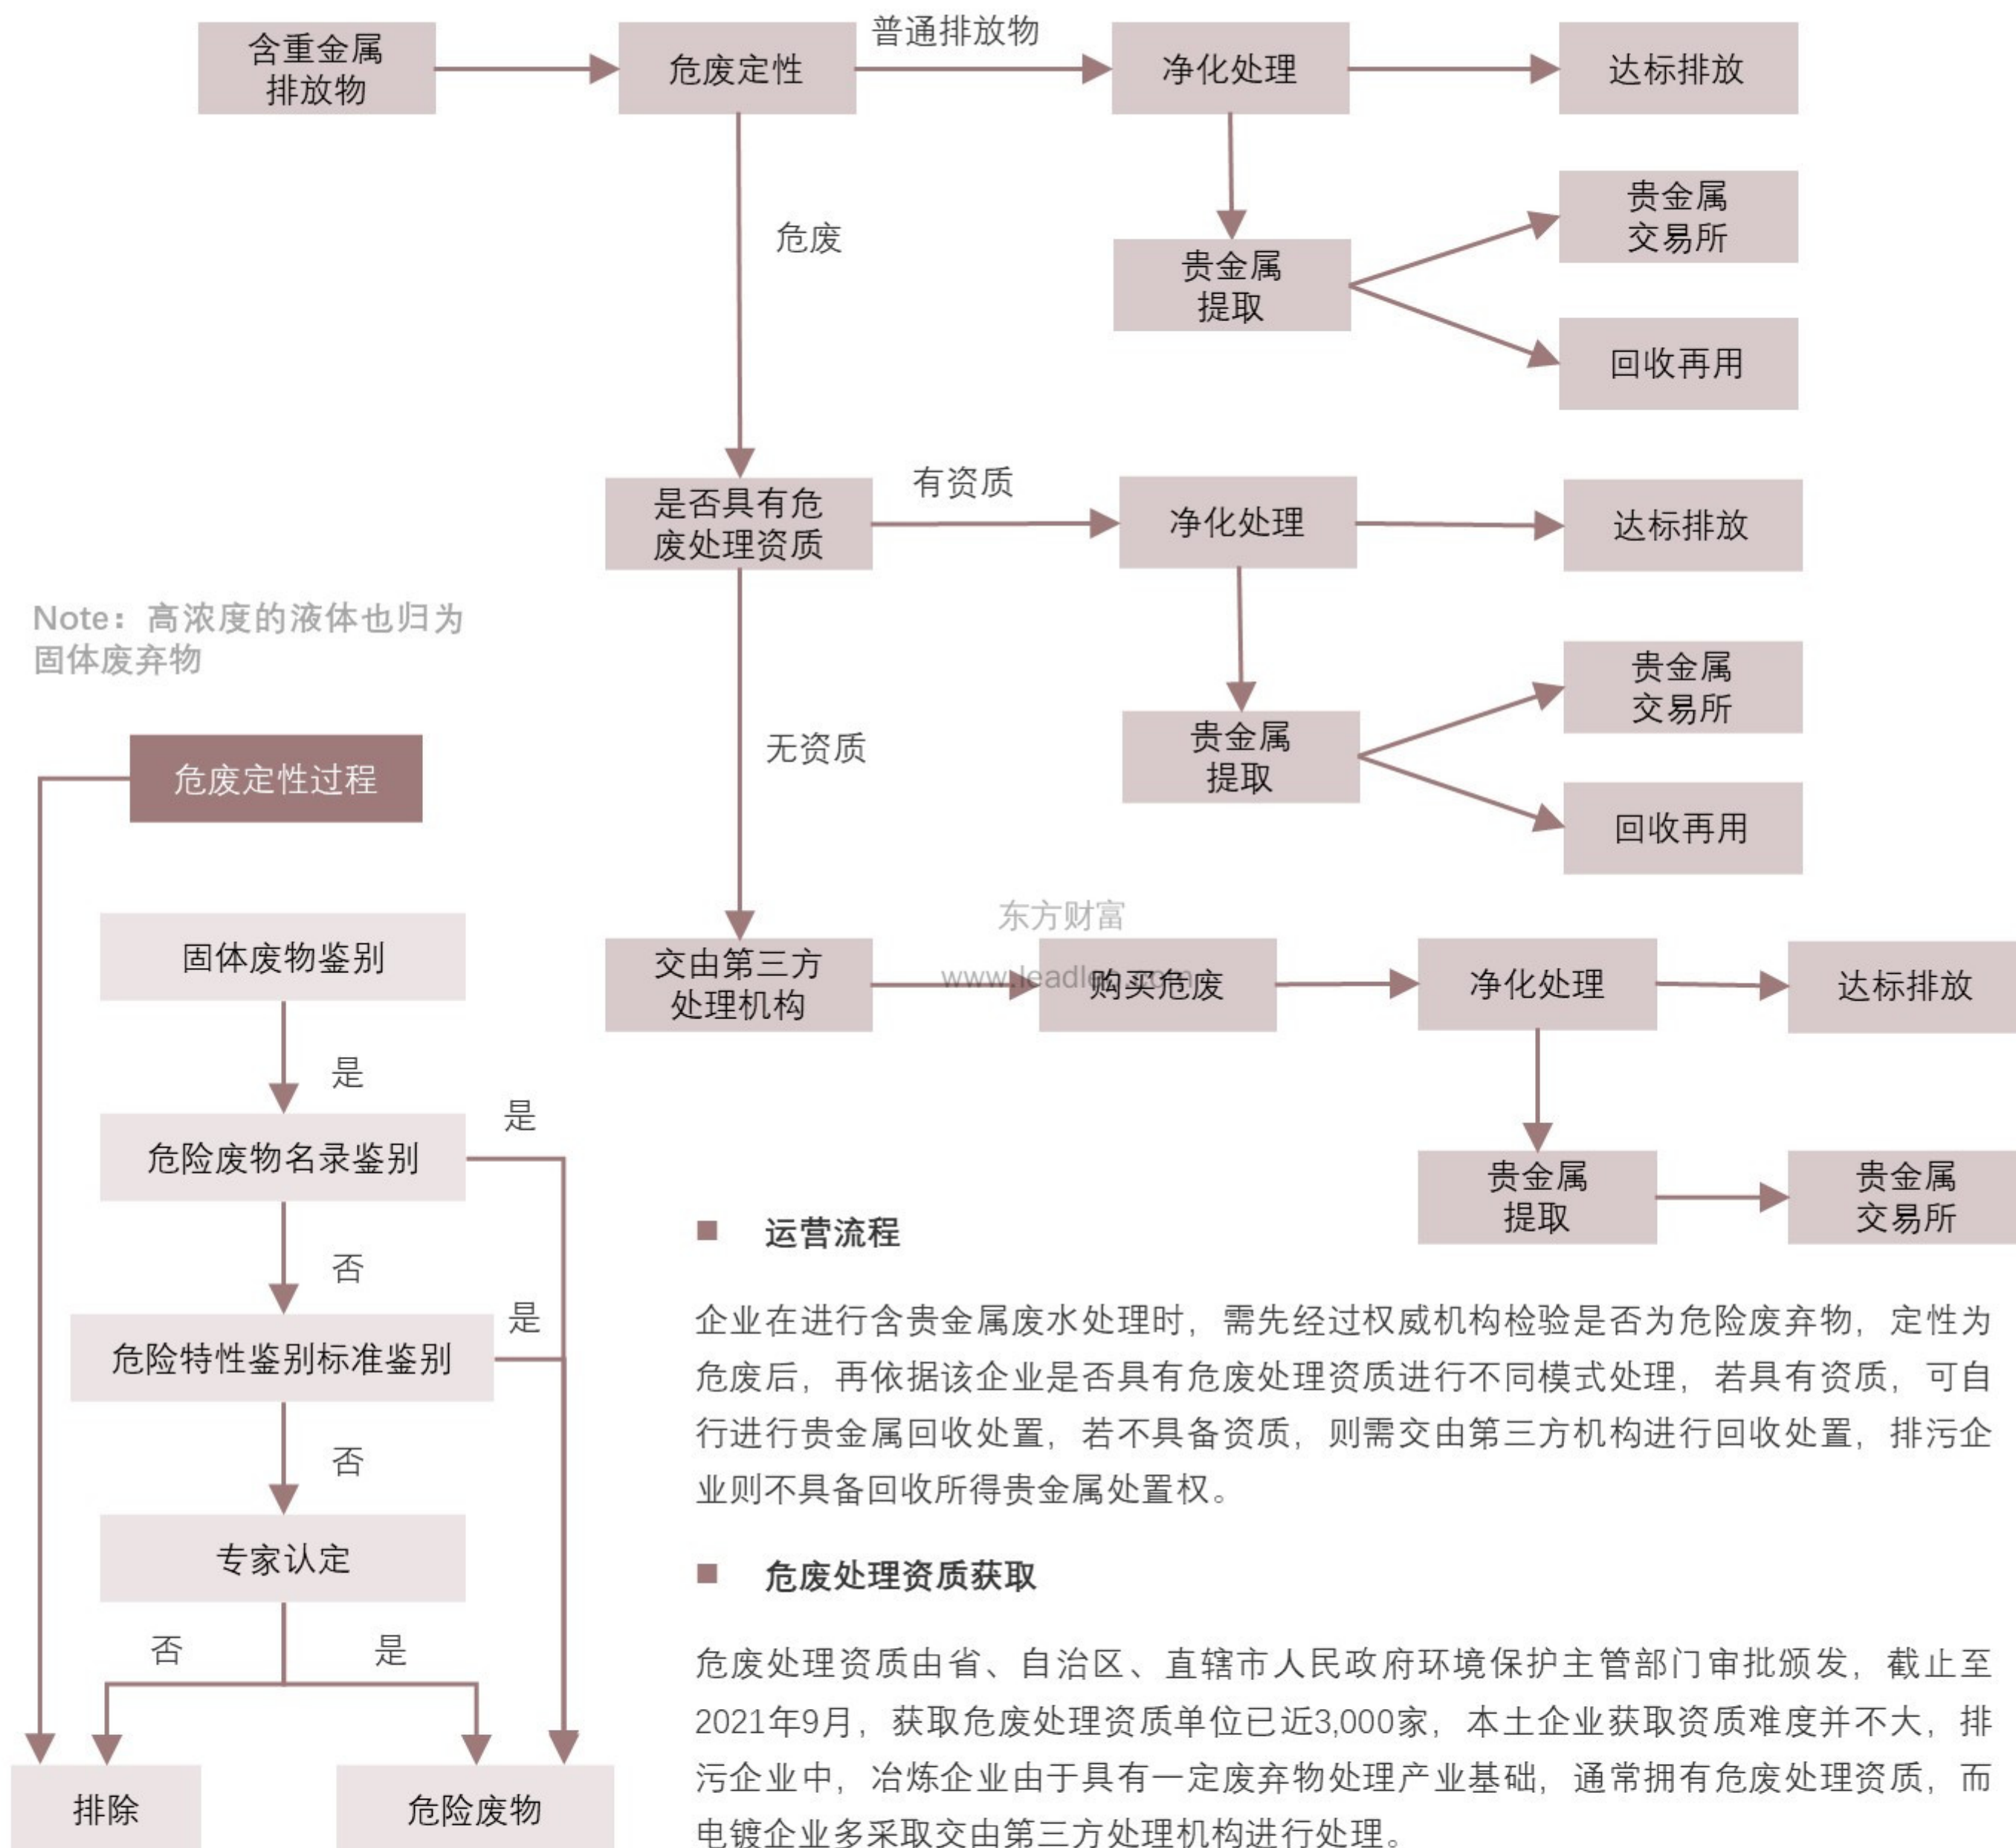 含重金属
排放物
危废定性
普通排放物
净化处理
达标排放
危废
贵金属
提取
贵金属
交易所
回收再用
是否具有危
废处理资质
有资质
净化处理
达标排放
贵金属
提取
贵金属
交易所
回收再用
无资质
交由第三方
处理机构
东方财富
购买危废
净化处理
达标排放
贵金属
提取
贵金属
交易所
Note：高浓度的液体也归为
固体废弃物
危废定性过程
固体废物鉴别
是
危险废物名录鉴别
是
否
危险特性鉴别标准鉴别
是
否
专家认定
否
是
排除
危险废物
■ 运营流程
企业在进行含贵金属废水处理时，需先经过权威机构检验是否为危险废弃物，定性为
危废后，再依据该企业是否具有危废处理资质进行不同模式处理，若具有资质，可自
行进行贵金属回收处置，若不具备资质，则需交由第三方机构进行回收处置，排污企
业则不具备回收所得贵金属处置权。
■ 危废处理资质获取
危废处理资质由省、自治区、直辖市人民政府环境保护主管部门审批颁发，截止至
2021年9月，获取危废处理资质单位已近3,000家，本土企业获取资质难度并不大，排
污企业中，冶炼企业由于具有一定废弃物处理产业基础，通常拥有危废处理资质，而
电镀企业多采取交由第三方处理机构进行处理。